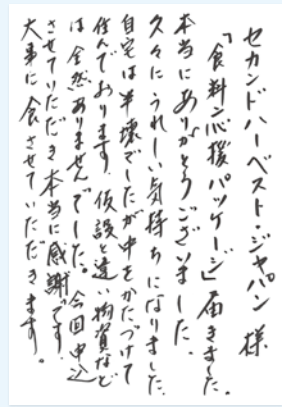 セカンドハーベスト・ジャパン 様
「食料応援パッケージ」届きました。
本当にありがとうございました。
久々にうれしい気持ちになりました。
自宅は半壊でしたが中をかたづけて
住んでおります。仮設と違い物資など
は全然ありませんでした。今回申込
させていただき本当に感謝です。
大事に食させていただきます。